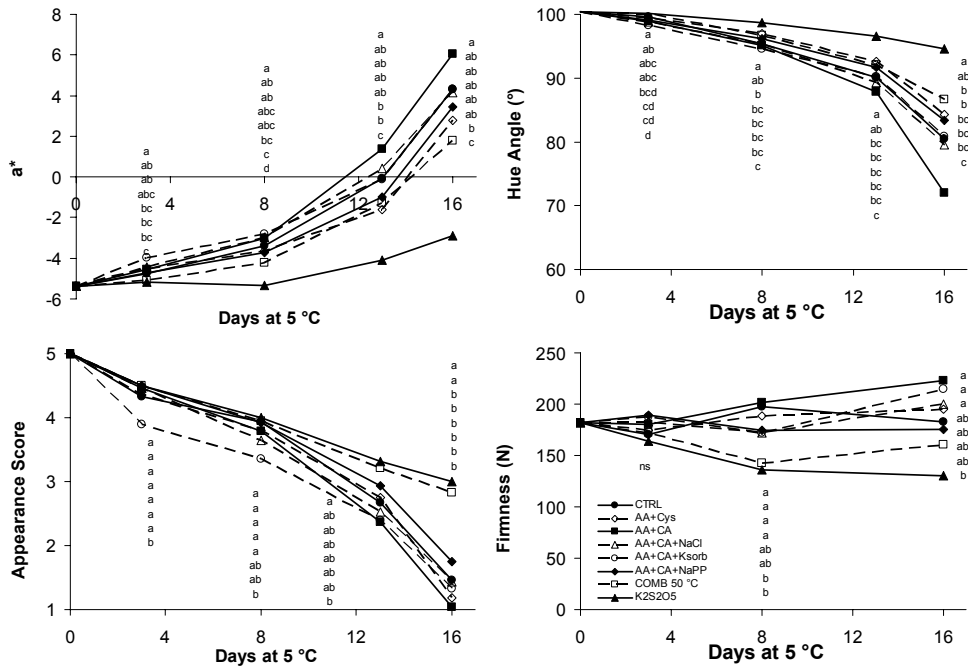 a*
8
6
4
2
0
-2
-4
-6
0
4
8
12
16
a
ab
ab
abc
bc
bc
bc
c
a
ab
ab
abc
abc
bc
c
d
a
ab
ab
ab
ab
b
b
c
a
ab
ab
ab
ab
ab
b
c
Days at 5 °C
Hue Angle (°)
100
90
80
70
60
0
4
8
12
16
a
ab
abc
abc
bcd
cd
cd
d
a
ab
b
bc
bc
bc
bc
c
a
ab
bc
bc
bc
bc
c
a
ab
b
b
bc
bc
bc
c
Days at 5 °C
Appearance Score
5
4
3
2
1
0
4
8
12
16
a
a
a
a
a
a
a
b
a
a
a
a
a
ab
ab
b
a
ab
ab
ab
ab
ab
ab
b
a
a
b
b
b
b
b
b
Days at 5 °C
Firmness (N)
250
200
150
100
50
0
0
4
8
12
16
ns
a
a
a
a
ab
ab
b
b
a
a
a
ab
ab
ab
ab
b
CTRL
AA+Cys
AA+CA
AA+CA+NaCl
AA+CA+Ksorb
AA+CA+NaPP
COMB 50 °C
K2S2O5
Days at 5 °C